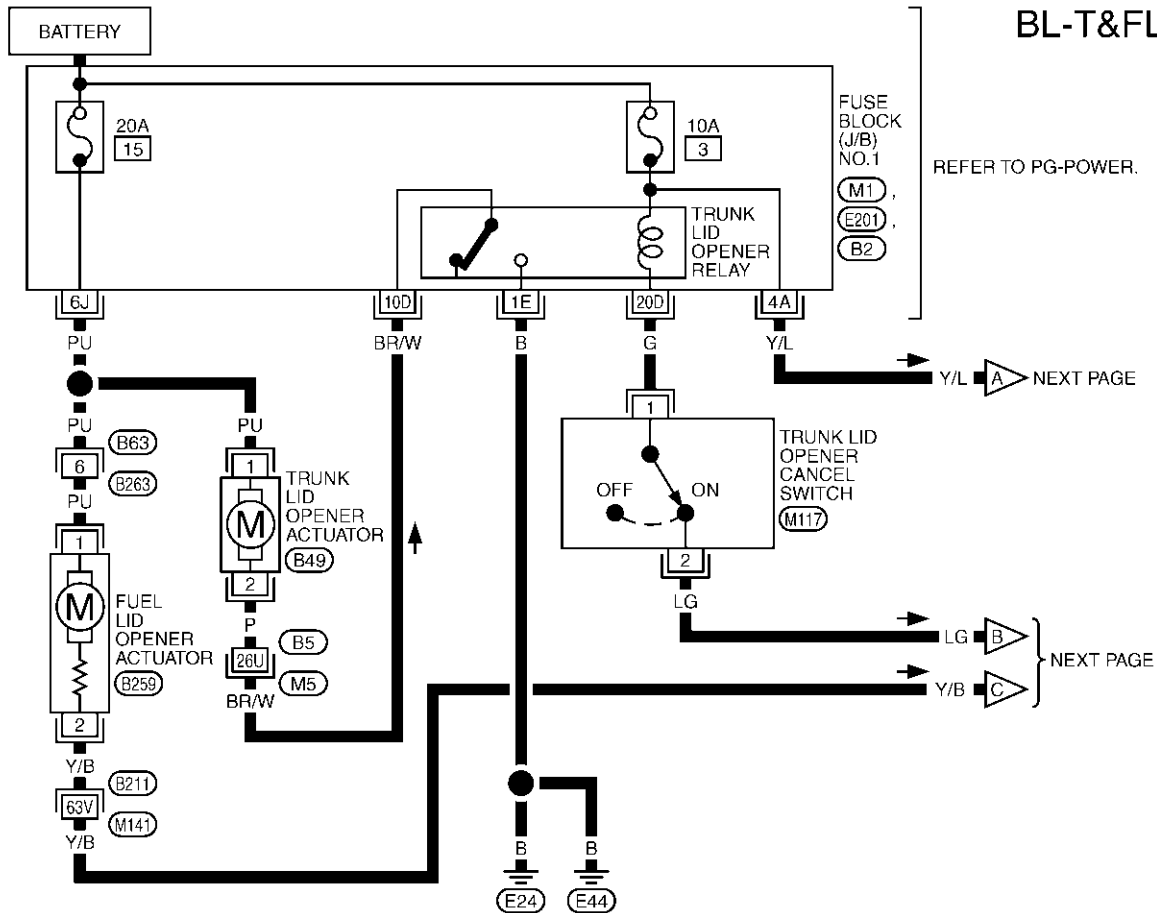 BL-T&FL
BATTERY
20A
15
10A
3
FUSE
BLOCK
(J/B)
NO.1
M1 ,
E201 ,
B2
REFER TO PG-POWER.
TRUNK
LID
OPENER
RELAY
6J
10D
1E
20D
4A
PU
BR/W
B
G
Y/L
Y/L
A
NEXT PAGE
PU
PU
B63
6
B263
PU
1
TRUNK
LID
OPENER
ACTUATOR
B49
M
2
1
TRUNK LID
OPENER
CANCEL
SWITCH
M117
OFF
ON
2
LG
1
M
FUEL
LID
OPENER
ACTUATOR
B259
2
P
B5
26U
M5
BR/W
LG
B
Y/B
C
NEXT PAGE
Y/B
B211
63V
M141
Y/B
B
B
E24
E44